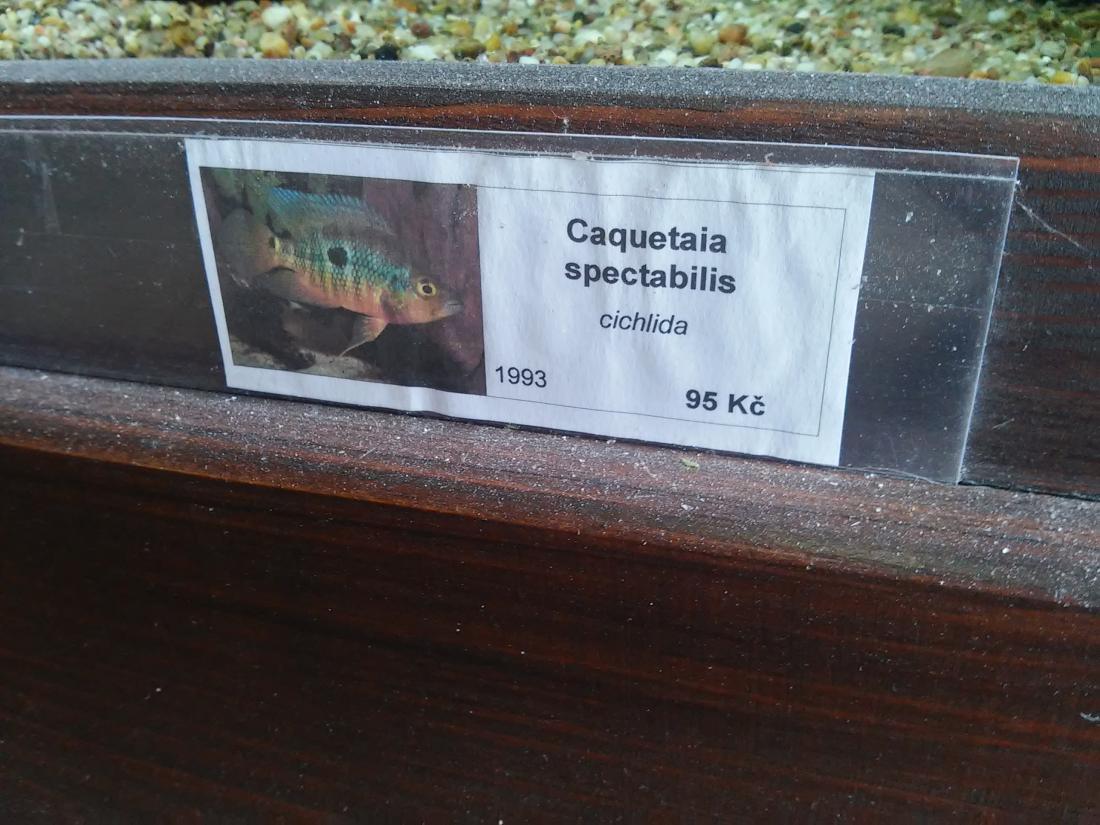 Caquetaia
spectabilis
cichlida
1993
95 Kč